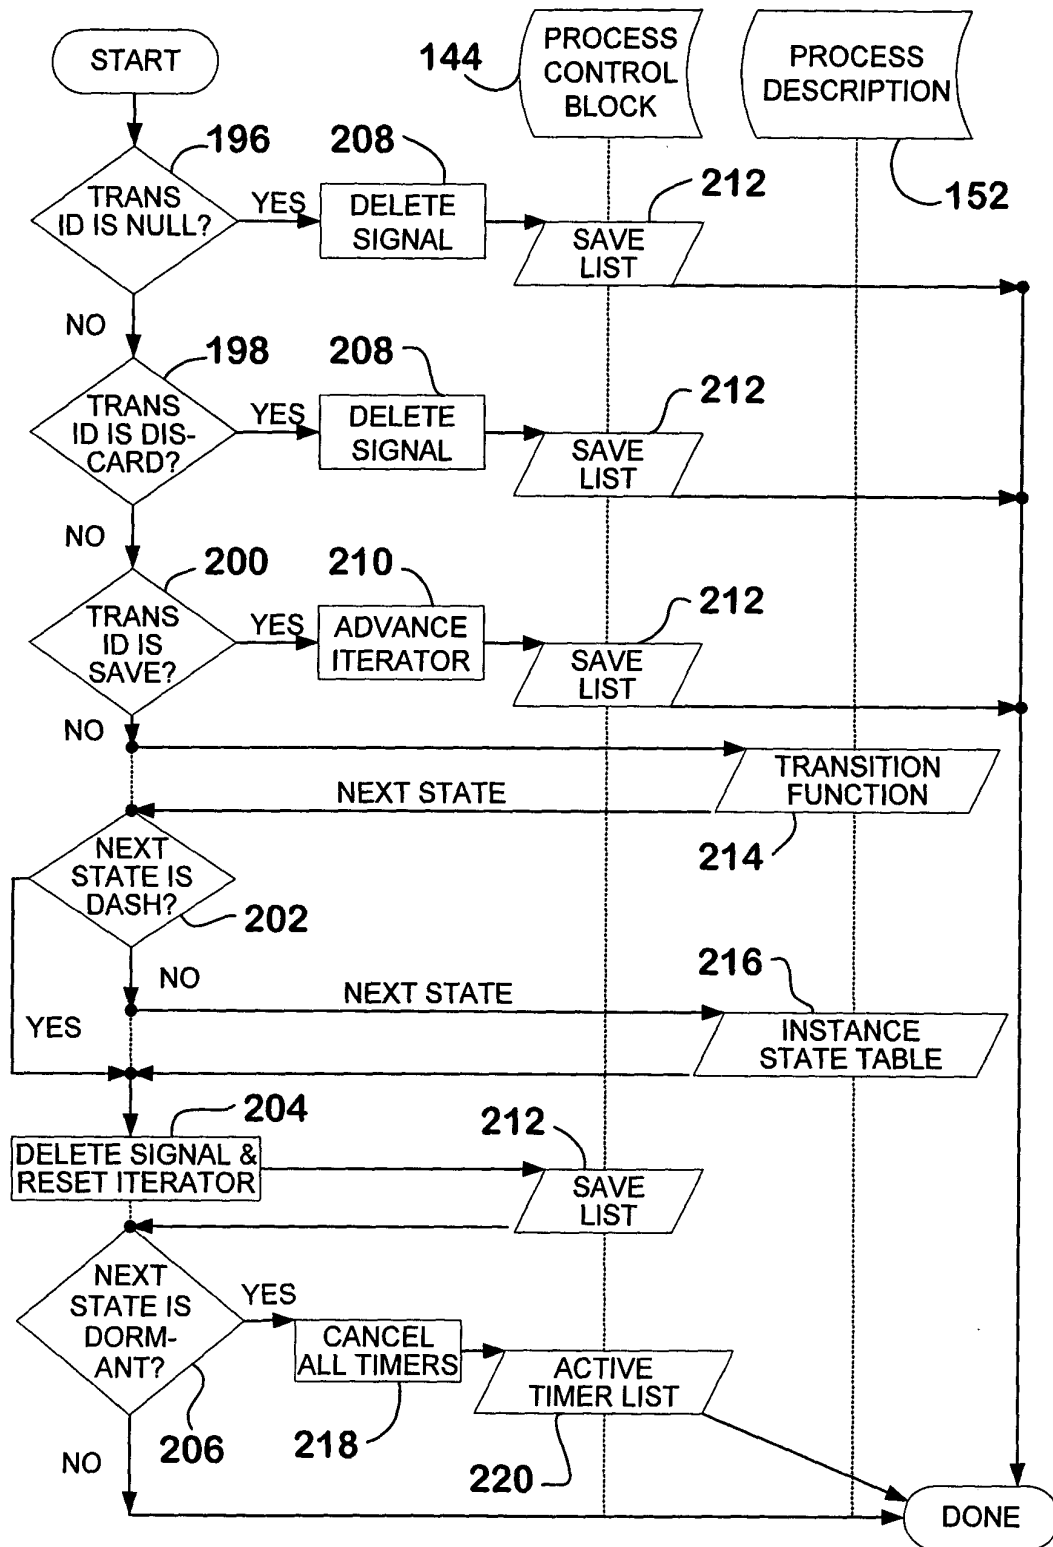 START
144
PROCESS
CONTROL
BLOCK
PROCESS
DESCRIPTION
152
196
TRANS
ID IS NULL?
YES
208
DELETE
SIGNAL
212
SAVE
LIST
NO
198
TRANS
ID IS DIS-
CARD?
YES
208
DELETE
SIGNAL
212
SAVE
LIST
NO
200
TRANS
ID IS
SAVE?
YES
210
ADVANCE
ITERATOR
212
SAVE
LIST
NO
TRANSITION
FUNCTION
214
NEXT STATE
NEXT
STATE IS
DASH?
202
NO
YES
NEXT STATE
216
INSTANCE
STATE TABLE
204
DELETE SIGNAL &
RESET ITERATOR
212
SAVE
LIST
NEXT
STATE IS
DORM-
ANT?
206
YES
CANCEL
ALL TIMERS
218
ACTIVE
TIMER LIST
220
NO
DONE